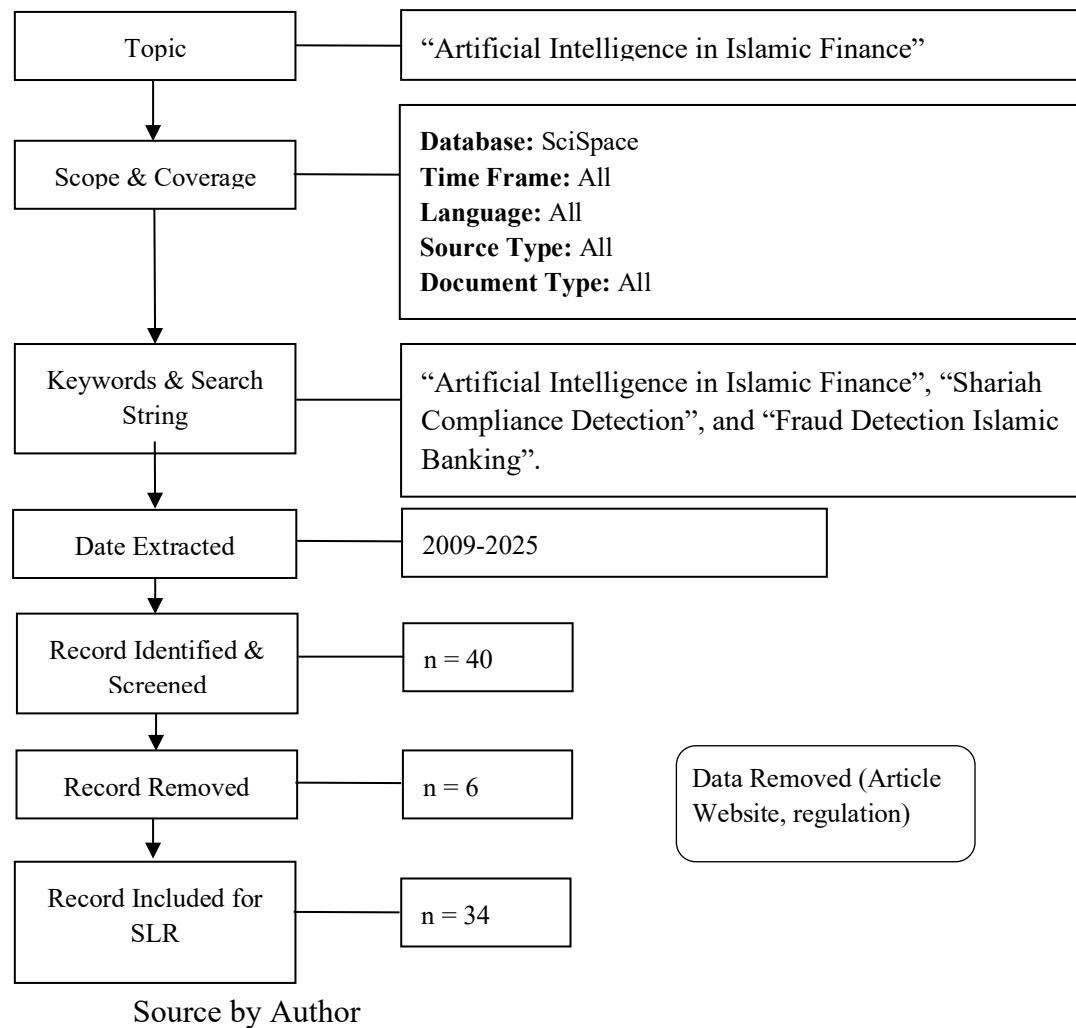 Topic
“Artificial Intelligence in Islamic Finance”
Scope & Coverage
Database: SciSpace
Time Frame: All
Language: All
Source Type: All
Document Type: All
Keywords & Search
String
“Artificial Intelligence in Islamic Finance”, “Shariah
Compliance Detection”, and “Fraud Detection Islamic
Banking”.
Date Extracted
2009-2025
Record Identified &
Screened
n = 40
Record Removed
n = 6
Data Removed (Article
Website, regulation)
Record Included for
SLR
n = 34
Source by Author